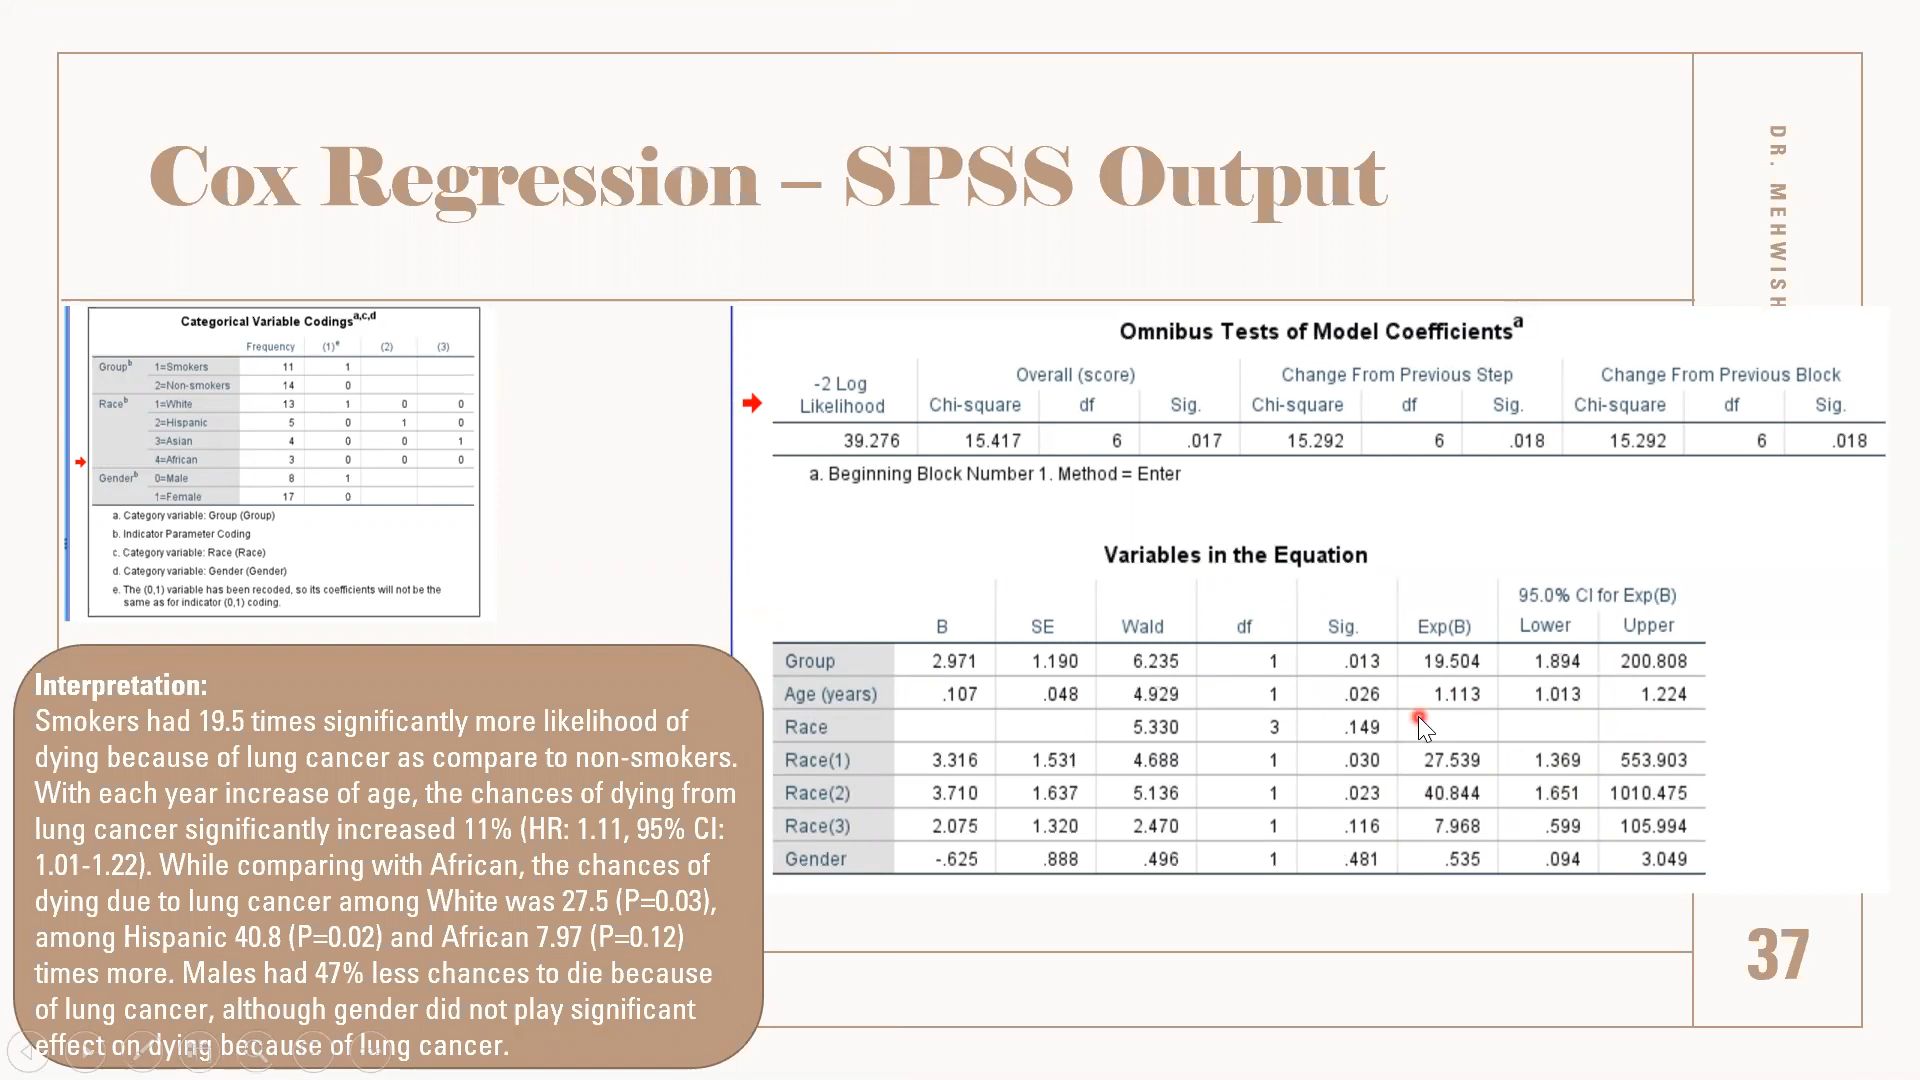 Cox Regression – SPSS Output
DR. MEHWISH
Categorical Variable Codingsa,c,d
Frequency (1)e (2) (3)
Groupb 1=Smokers 11 1
2=Non-smokers 14 0
Raceb 1=White 13 1 0 0
2=Hispanic 5 0 1 0
3=Asian 4 0 0 1
4=African 3 0 0 0
Genderb 0=Male 8 1
1=Female 17 0
a. Category variable: Group (Group)
b. Indicator Parameter Coding
c. Category variable: Race (Race)
d. Category variable: Gender (Gender)
e. The (0,1) variable has been recoded, so its coefficients will not be the
same as for indicator (0,1) coding.
Omnibus Tests of Model Coefficientsa
-2 Log Likelihood Overall (score) Change From Previous Step Change From Previous Block
Chi-square df Sig. Chi-square df Sig. Chi-square df Sig.
39.276 15.417 6 .017 15.292 6 .018 15.292 6 .018
a. Beginning Block Number 1. Method = Enter
Variables in the Equation
95.0% CI for Exp(B)
B SE Wald df Sig. Exp(B) Lower Upper
Group 2.971 1.190 6.235 1 .013 19.504 1.894 200.808
Age (years) .107 .048 4.929 1 .026 1.113 1.013 1.224
Race 5.330 3 .149
Race(1) 3.316 1.531 4.688 1 .030 27.539 1.369 553.903
Race(2) 3.710 1.637 5.136 1 .023 40.844 1.651 1010.475
Race(3) 2.075 1.320 2.470 1 .116 7.968 .599 105.994
Gender -.625 .888 .496 1 .481 .535 .094 3.049
Interpretation:
Smokers had 19.5 times significantly more likelihood of
dying because of lung cancer as compare to non-smokers.
With each year increase of age, the chances of dying from
lung cancer significantly increased 11% (HR: 1.11, 95% CI:
1.01-1.22). While comparing with African, the chances of
dying due to lung cancer among White was 27.5 (P=0.03),
among Hispanic 40.8 (P=0.02) and African 7.97 (P=0.12)
times more. Males had 47% less chances to die because
of lung cancer, although gender did not play significant
effect on dying because of lung cancer.
37